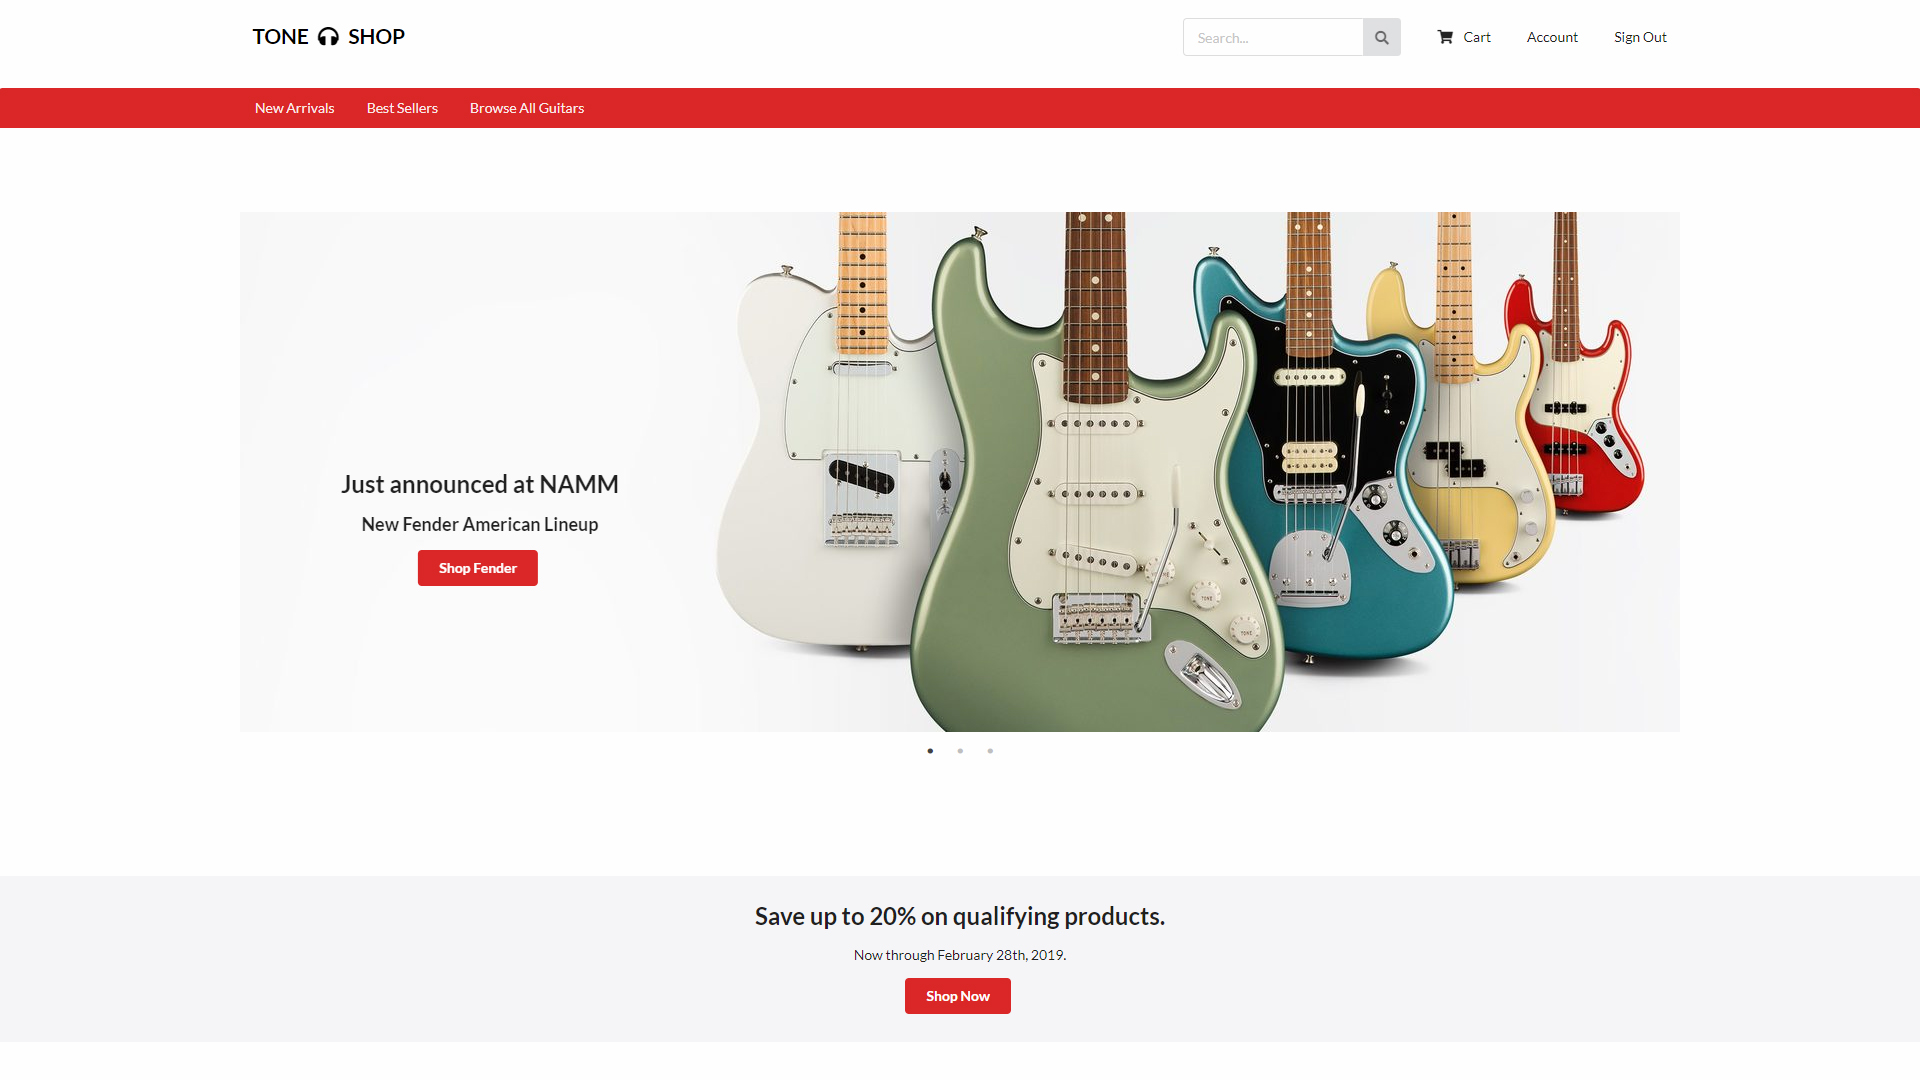 TONE SHOP
Search...
Cart
Account
Sign Out
New Arrivals
Best Sellers
Browse All Guitars
Just announced at NAMM
New Fender American Lineup
Shop Fender
TONE
TONE
Save up to 20% on qualifying products.
Now through February 28th, 2019.
Shop Now